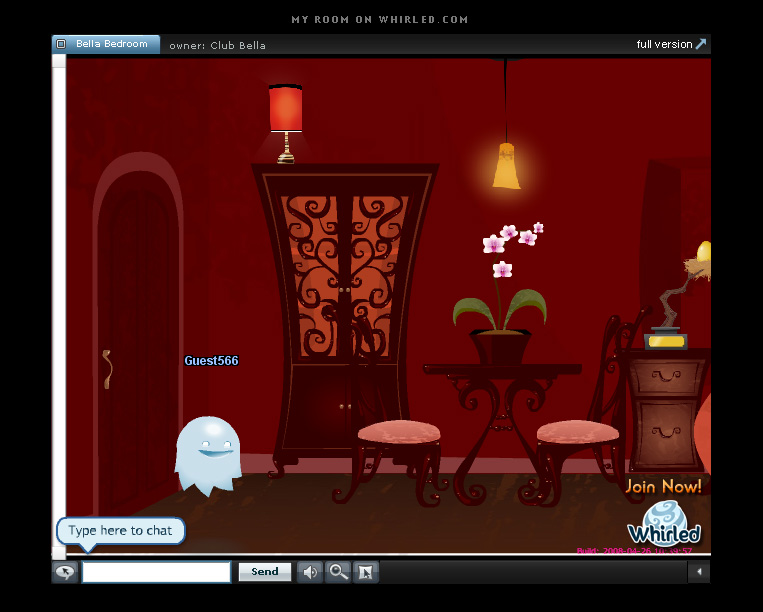 MY ROOM ON WHIRLED.COM
Bella Bedroom
owner: Club Bella
full version
Guest566
Join Now!
Whirled
Type here to chat
Send